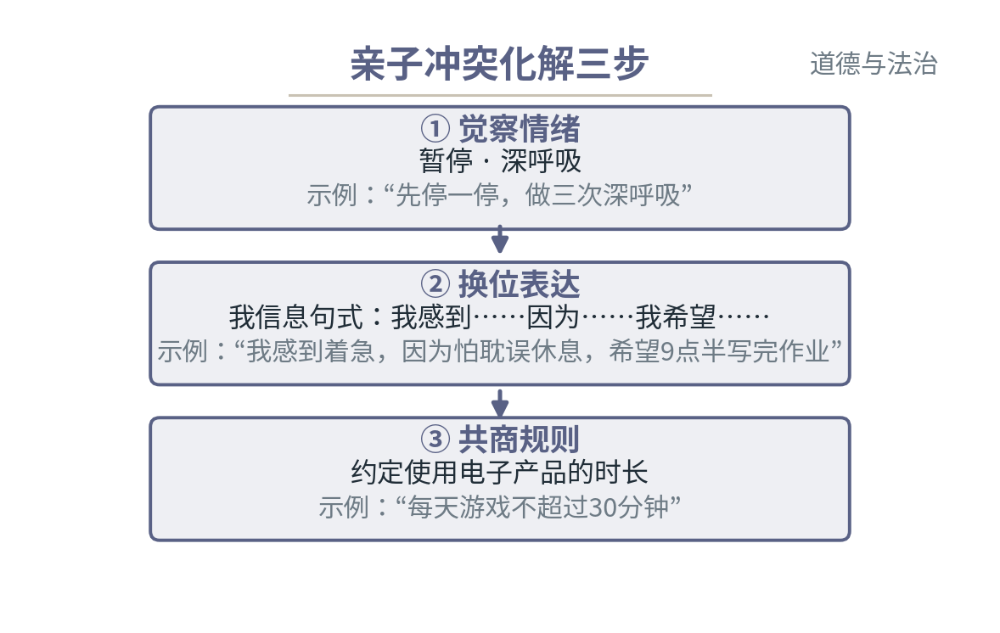 亲子冲突化解三步
道德与法治
① 觉察情绪
暂停 · 深呼吸
示例：“先停一停，做三次深呼吸”
② 换位表达
我信息句式：我感到……因为……我希望……
示例：“我感到着急，因为怕耽误休息，希望9点半写完作业”
③ 共商规则
约定使用电子产品的时长
示例：“每天游戏不超过30分钟”